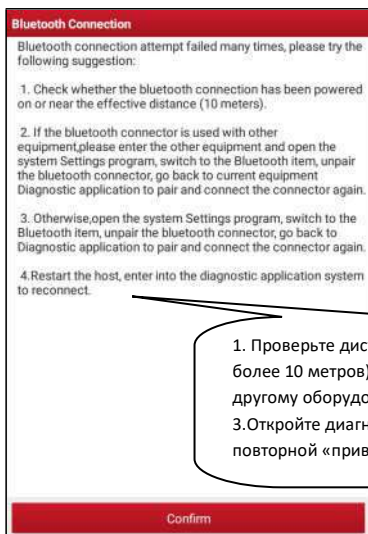 Bluetooth Connection
Bluetooth connection attempt failed many times, please try the
following suggestion:
1. Check whether the bluetooth connection has been powered
on or near the effective distance (10 meters).
2. If the bluetooth connector is used with other
equipment,please enter the other equipment and open the
system Settings program, switch to the Bluetooth item, unpair
the bluetooth connector, go back to current equipment
Diagnostic application to pair and connect the connector again.
3. Otherwise,open the system Settings program, switch to the
Bluetooth item, unpair the bluetooth connector, go back to
Diagnostic application to pair and connect the connector again.
4.Restart the host, enter into the diagnostic application system
to reconnect.
1. Проверьте
более 10 метров)
другому
3.Откройте
повторной
Confirm